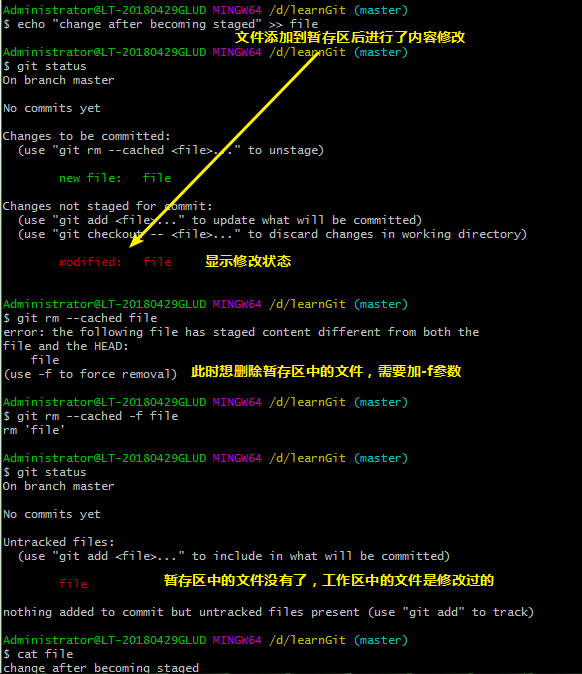 Administrator@LT-20180429GLUD MINGW64 /d/learnGit (master)
$ echo "change after becoming staged" >> file
文件添加到暂存区后进行了内容修改
Administrator@LT-20180429GLUD MINGW64 /d/learnGit (master)
$ git status
On branch master
No commits yet
Changes to be committed:
(use "git rm --cached <file>..." to unstage)
new file: file
Changes not staged for commit:
(use "git add <file>..." to update what will be committed)
(use "git checkout -- <file>..." to discard changes in working directory)
modified: file 显示修改状态
Administrator@LT-20180429GLUD MINGW64 /d/learnGit (master)
$ git rm --cached file
error: the following file has staged content different from both the
file and the HEAD:
file
(use -f to force removal) 此时想删除暂存区中的文件，需要加-f参数
Administrator@LT-20180429GLUD MINGW64 /d/learnGit (master)
$ git rm --cached -f file
rm 'file'
Administrator@LT-20180429GLUD MINGW64 /d/learnGit (master)
$ git status
On branch master
No commits yet
Untracked files:
(use "git add <file>..." to include in what will be committed)
file 暂存区中的文件没有了，工作区中的文件是修改过的
nothing added to commit but untracked files present (use "git add" to track)
Administrator@LT-20180429GLUD MINGW64 /d/learnGit (master)
$ cat file
change after becoming staged